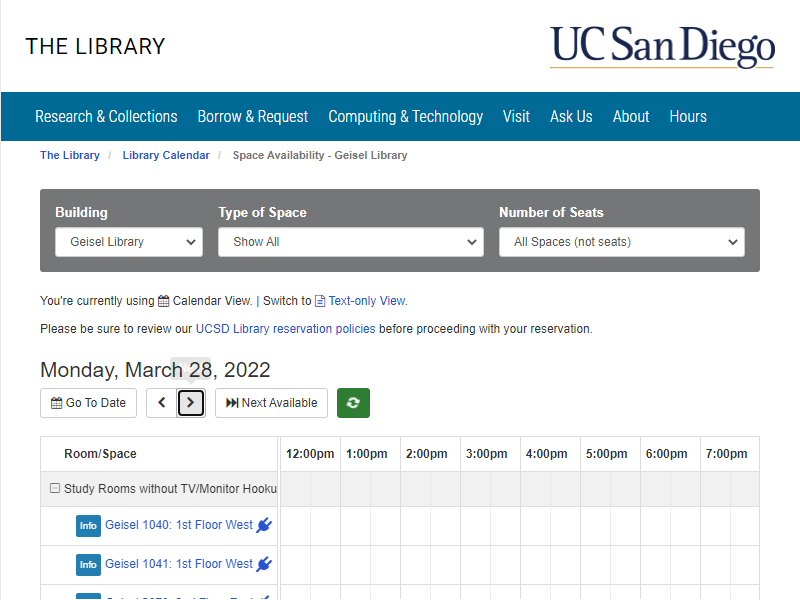 THE LIBRARY
UC San Diego
Research & Collections Borrow & Request Computing & Technology Visit Ask Us About Hours
The Library / Library Calendar / Space Availability - Geisel Library
Building Type of Space Number of Seats
Geisel Library Show All All Spaces (not seats)
You're currently using Calendar View. | Switch to Text-only View.
Please be sure to review our UCSD Library reservation policies before proceeding with your reservation.
Monday, March 28, 2022
Go To Date Next Available
Room/Space 12:00pm 1:00pm 2:00pm 3:00pm 4:00pm 5:00pm 6:00pm 7:00pm
Study Rooms without TV/Monitor Hooku
Info Geisel 1040: 1st Floor West
Info Geisel 1041: 1st Floor West